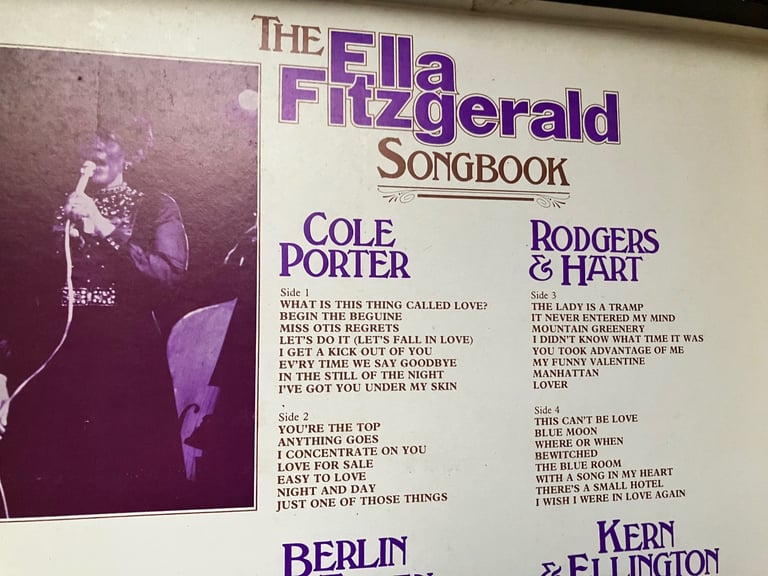 THE Ella
Fitzgerald
SONGBOOK
COLE
PORTER
Side 1
WHAT IS THIS THING CALLED LOVE?
BEGIN THE BEGUINE
MISS OTIS REGRETS
LET'S DO IT (LET'S FALL IN LOVE)
I GET A KICK OUT OF YOU
EV'RY TIME WE SAY GOODBYE
IN THE STILL OF THE NIGHT
I'VE GOT YOU UNDER MY SKIN
Side 2
YOU'RE THE TOP
ANYTHING GOES
I CONCENTRATE ON YOU
LOVE FOR SALE
EASY TO LOVE
NIGHT AND DAY
JUST ONE OF THOSE THINGS
RODGERS
& HART
Side 3
THE LADY IS A TRAMP
IT NEVER ENTERED MY MIND
MOUNTAIN GREENERY
I DIDN'T KNOW WHAT TIME IT WAS
YOU TOOK ADVANTAGE OF ME
MY FUNNY VALENTINE
MANHATTAN
LOVER
Side 4
THIS CAN'T BE LOVE
BLUE MOON
WHERE OR WHEN
BEWITCHED
THE BLUE ROOM
WITH A SONG IN MY HEART
THERE'S A SMALL HOTEL
I WISH I WERE IN LOVE AGAIN
BERLIN
KERN
& ELLINGTON